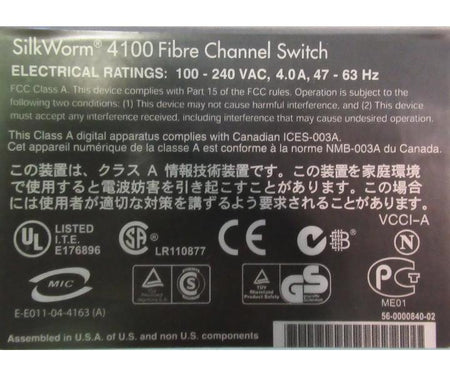 SilkWorm® 4100 Fibre Channel Switch
ELECTRICAL RATINGS: 100 - 240 VAC, 4.0A, 47 - 63 Hz
FCC Class A. This device complies with Part 15 of the FCC rules. Operation is subject to the
following two conditions: (1) This device may not cause harmful interference, and (2) This device
must accept any interference received, including interference that may cause undesired operation.
This Class A digital apparatus complies with Canadian ICES-003A.
Cet appareil numérique de la classe A est conforme à la norme NMB-003A du Canada.
この装置は、クラス A 情報技術装置です。この装置を家庭環境
で使用すると電波妨害を引き起こすことがあります。この場合に
は使用者が適切な対策を講ずるよう要求されることがあります。
VCCI-A
UL LISTED
I.T.E.
E176896
SA LR110877
CE
N
MIC
E-E011-04-4163 (A)
TÜV
Rheinland
Product Safety
GS
PG
ME01
56-0000840-02
Assembled in U.S.A. of U.S. and non U.S. components